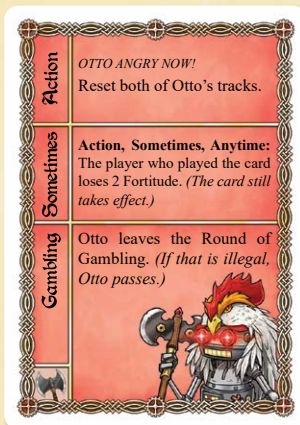 Action
OTTO ANGRY NOW!
Reset both of Otto's tracks.
Sometimes
Action, Sometimes, Anytime:
The player who played the card
loses 2 Fortitude. (The card still
takes effect.)
Gambling
Otto leaves the Round of
Gambling. (If that is illegal,
Otto passes.)